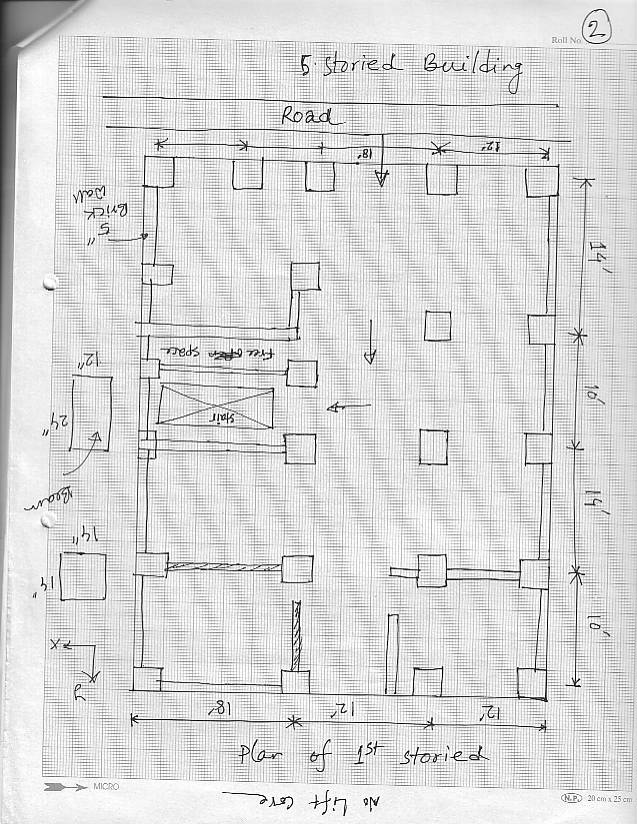 Roll No.
2
5. Storied Building
Road
18'
12'
5" Brick
Wall
14'
Free open space
12"
24"
stair
10'
Beam
14'
14"
14"
10'
X
18'
12'
12'
Plan of 1st storied
MICRO
No Lift core
N.P. 20 cm x 25 cm